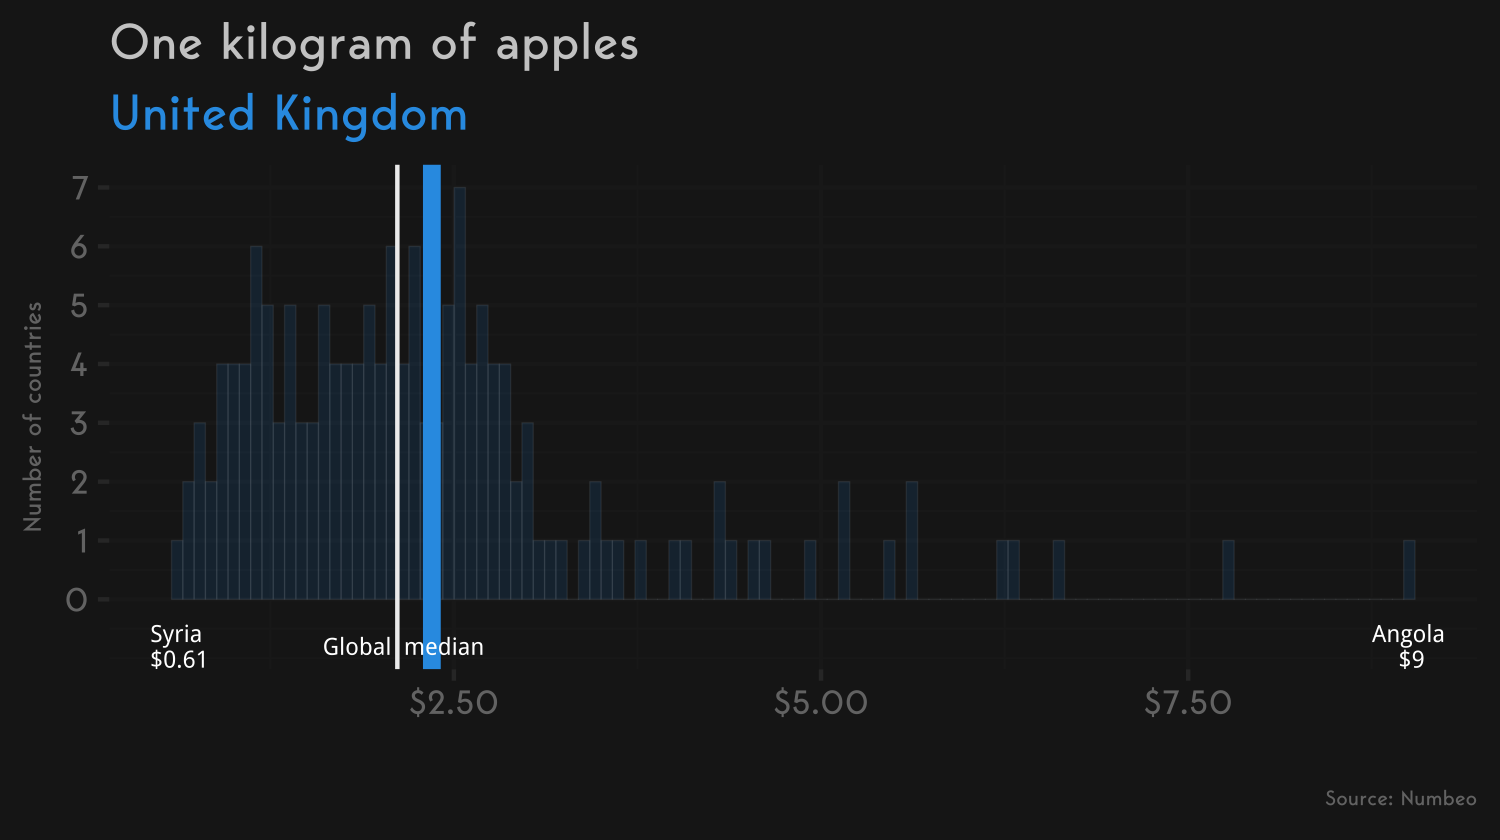 One kilogram of apples
United Kingdom
Number of countries
7
6
5
4
3
2
1
0
Syria
$0.61
Global median
Angola
$9
$2.50
$5.00
$7.50
Source: Numbeo